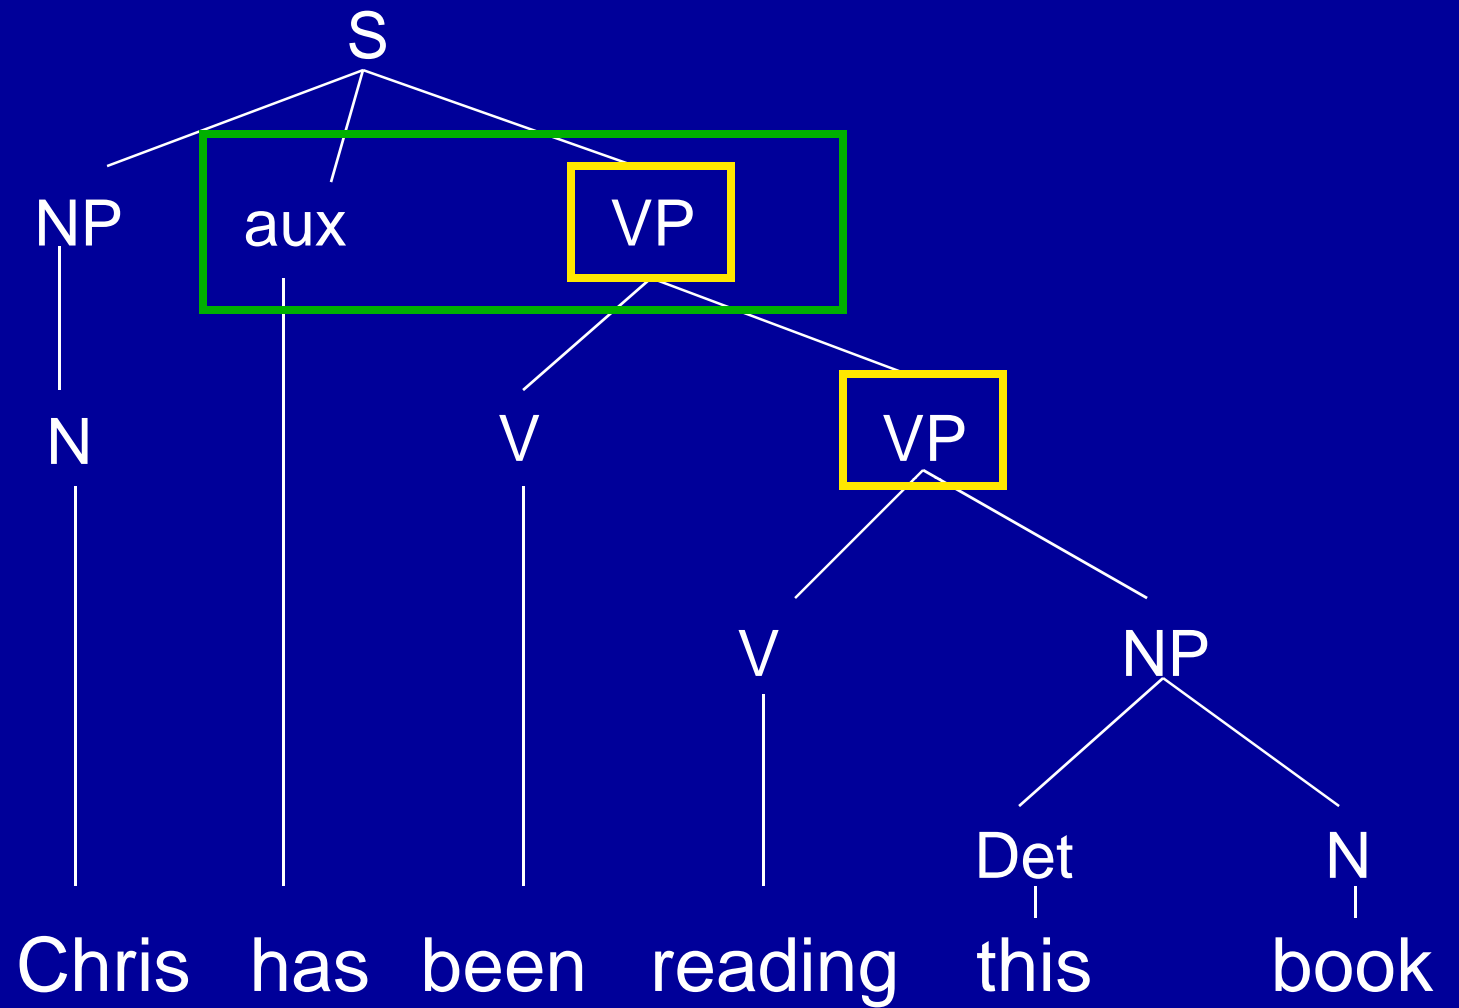 S
NP aux VP
N V VP
V NP
Det N
Chris has been reading this book